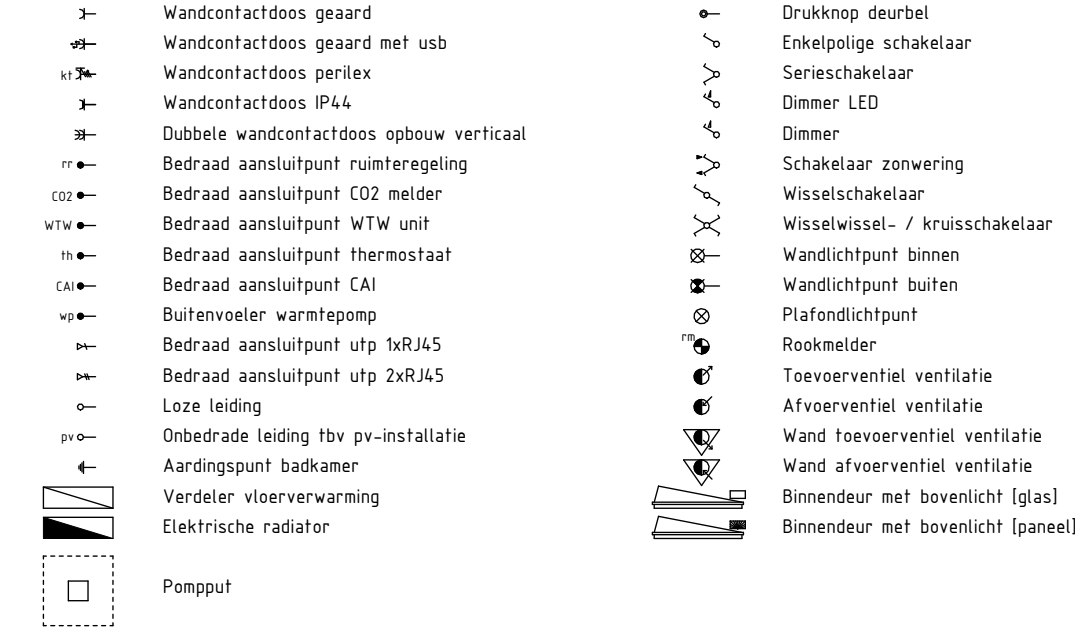 Wandcontactdoos geaard
Wandcontactdoos geaard met usb
kt Wandcontactdoos perilex
Wandcontactdoos IP44
Dubbele wandcontactdoos opbouw verticaal
rr Bedraad aansluitpunt ruimteregeling
CO2 Bedraad aansluitpunt CO2 melder
WTW Bedraad aansluitpunt WTW unit
th Bedraad aansluitpunt thermostaat
CAI Bedraad aansluitpunt CAI
wp Buitenvoeler warmtepomp
Bedraad aansluitpunt utp 1xRJ45
Bedraad aansluitpunt utp 2xRJ45
Loze leiding
pv Onbedrade leiding tbv pv-installatie
Aardingspunt badkamer
Verdeler vloerverwarming
Elektrische radiator
Pompput
Drukknop deurbel
Enkelpolige schakelaar
Serieschakelaar
Dimmer LED
Dimmer
Schakelaar zonwering
Wisselschakelaar
Wisselwissel- / kruisschakelaar
Wandlichtpunt binnen
Wandlichtpunt buiten
Plafondlichtpunt
rm Rookmelder
Toevoerventiel ventilatie
Afvoerventiel ventilatie
Wand toevoerventiel ventilatie
Wand afvoerventiel ventilatie
Binnendeur met bovenlicht [glas]
Binnendeur met bovenlicht [paneel]